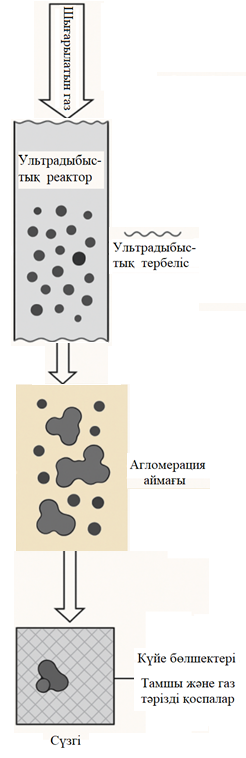 Шығарылатын газ
Ультрадыбыс-
тық реактор
Ультрадыбыс-
тық тербеліс
Агломерация
аймағы
Күйе бөлшектері
Тамшы және газ
тәрізді қоспалар
Сүзгі